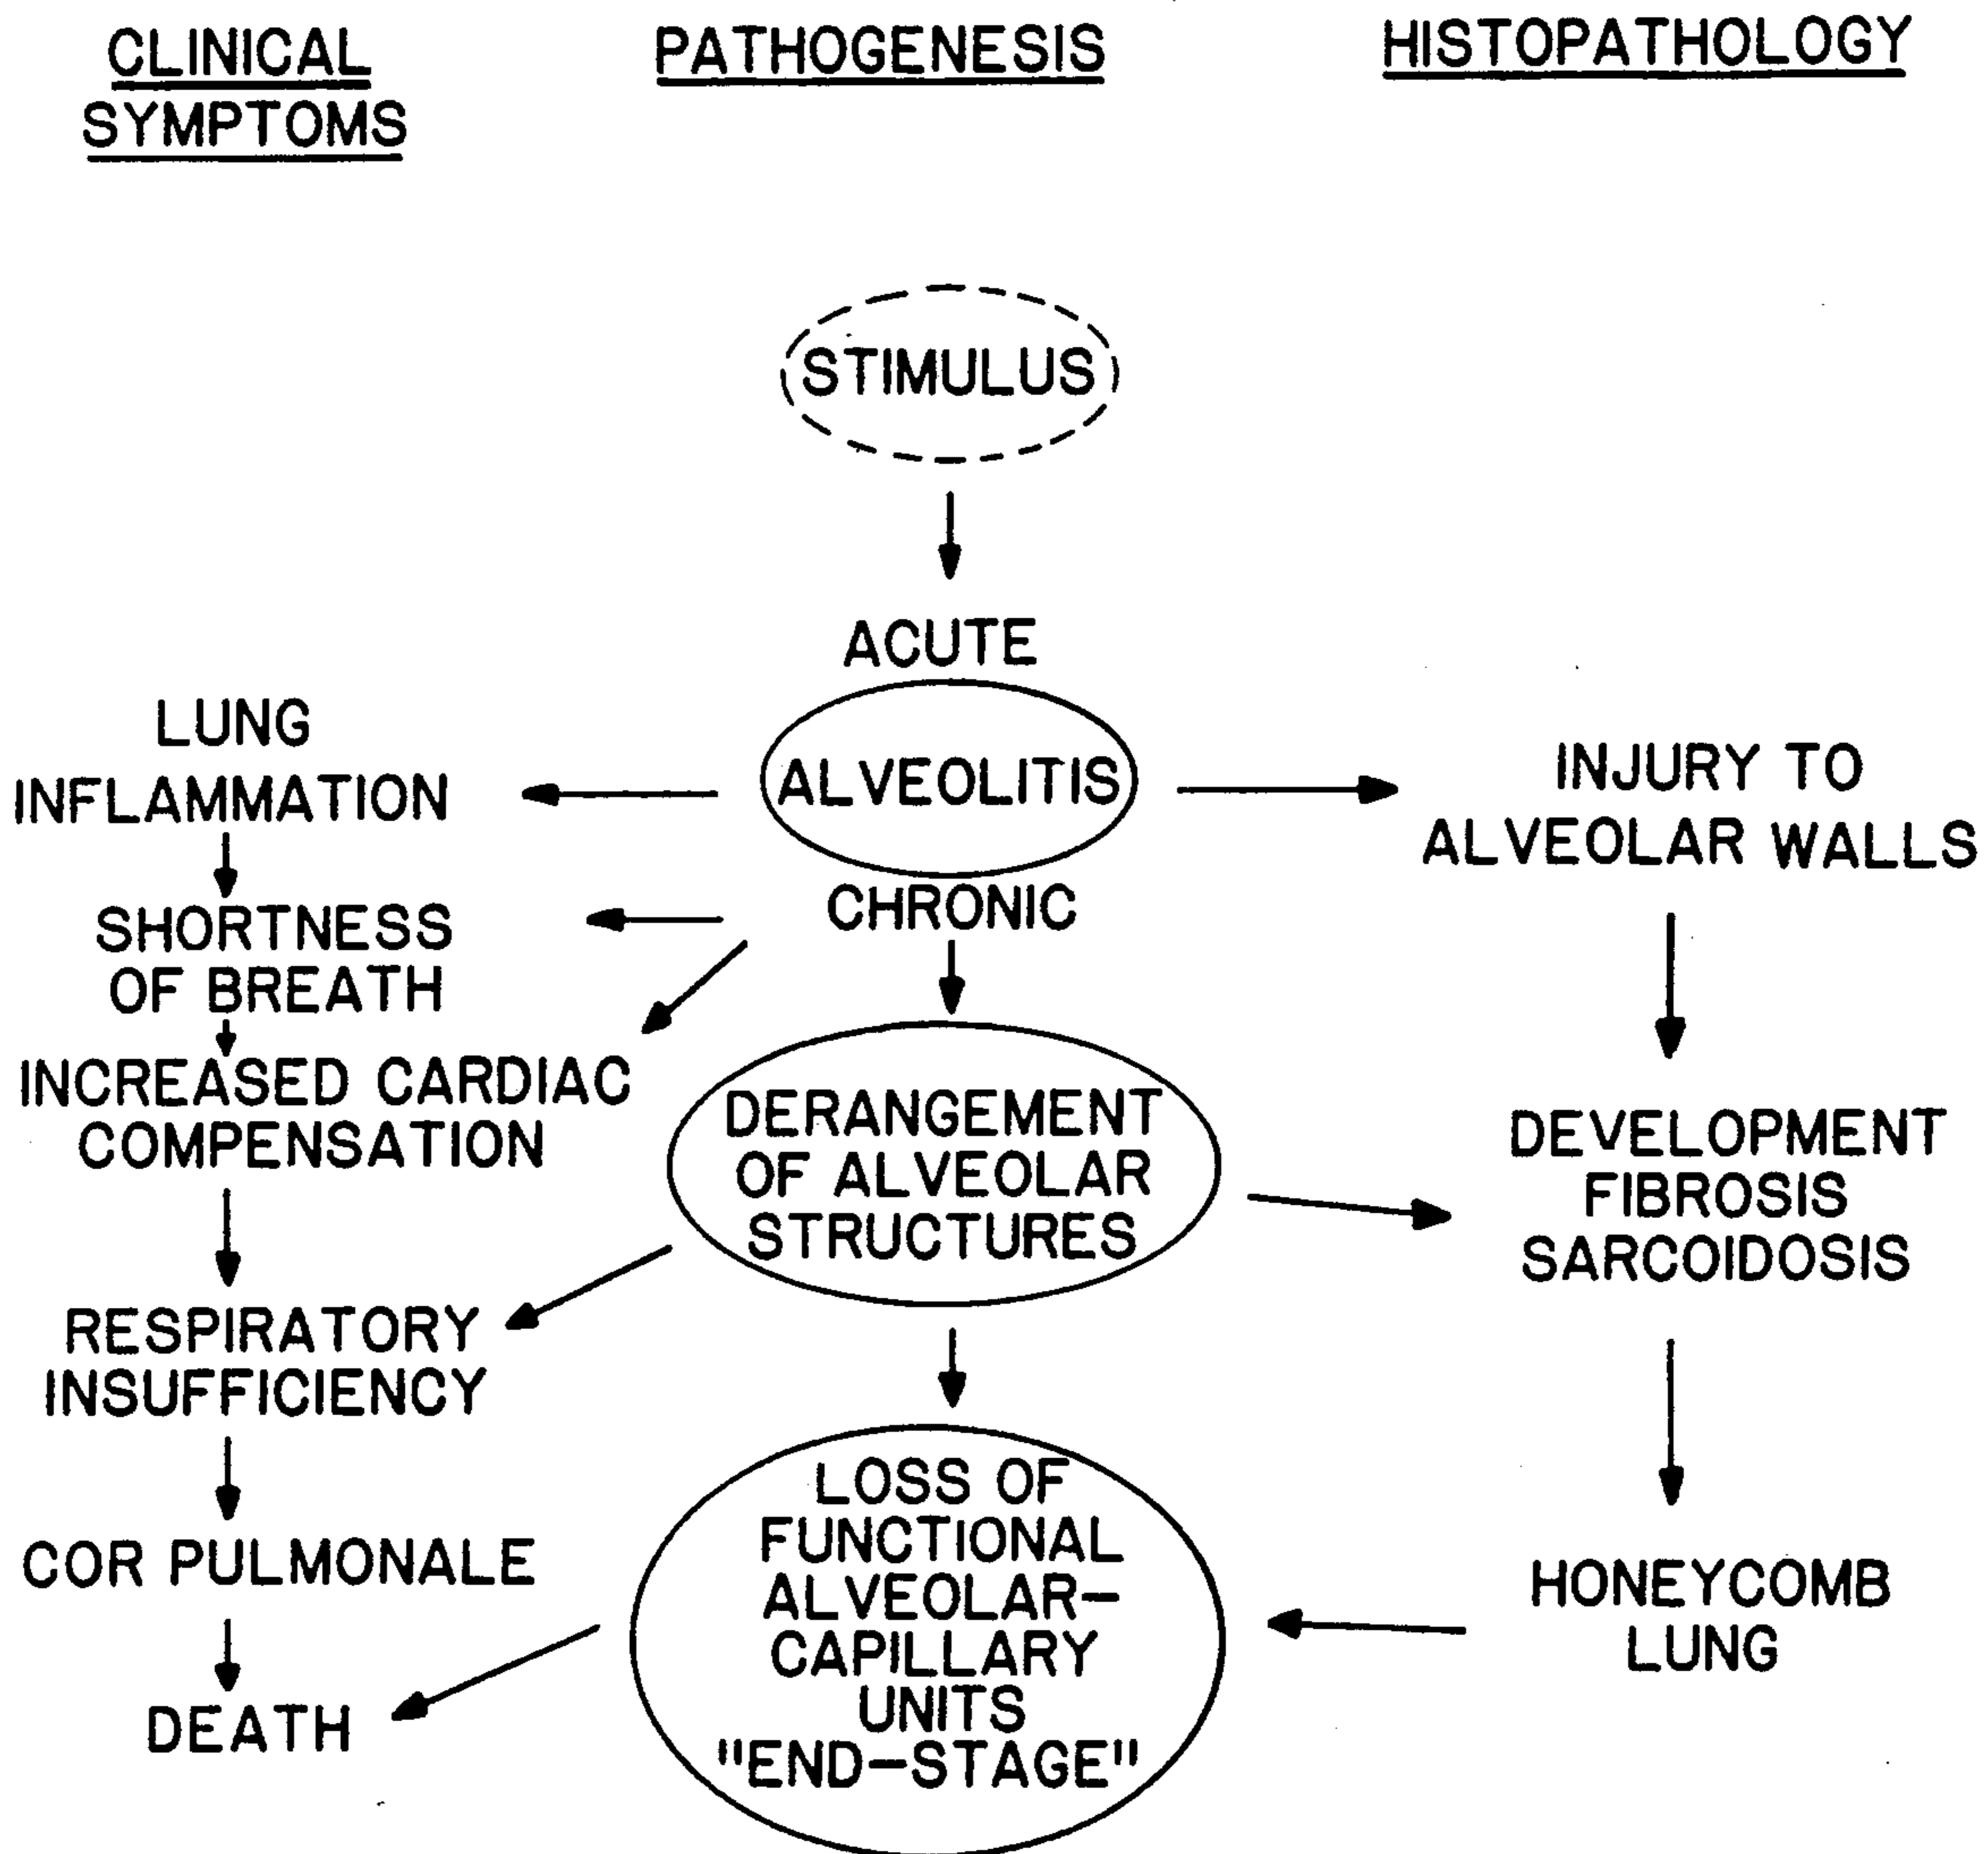 CLINICAL
SYMPTOMS
PATHOGENESIS
HISTOPATHOLOGY
STIMULUS
ACUTE
ALVEOLITIS
CHRONIC
LUNG
INFLAMMATION
INJURY TO
ALVEOLAR WALLS
SHORTNESS
OF BREATH
INCREASED CARDIAC
COMPENSATION
DERANGEMENT
OF ALVEOLAR
STRUCTURES
DEVELOPMENT
FIBROSIS
SARCOIDOSIS
RESPIRATORY
INSUFFICIENCY
LOSS OF
FUNCTIONAL
ALVEOLAR-
CAPILLARY
UNITS
"END-STAGE"
HONEYCOMB
LUNG
COR PULMONALE
DEATH